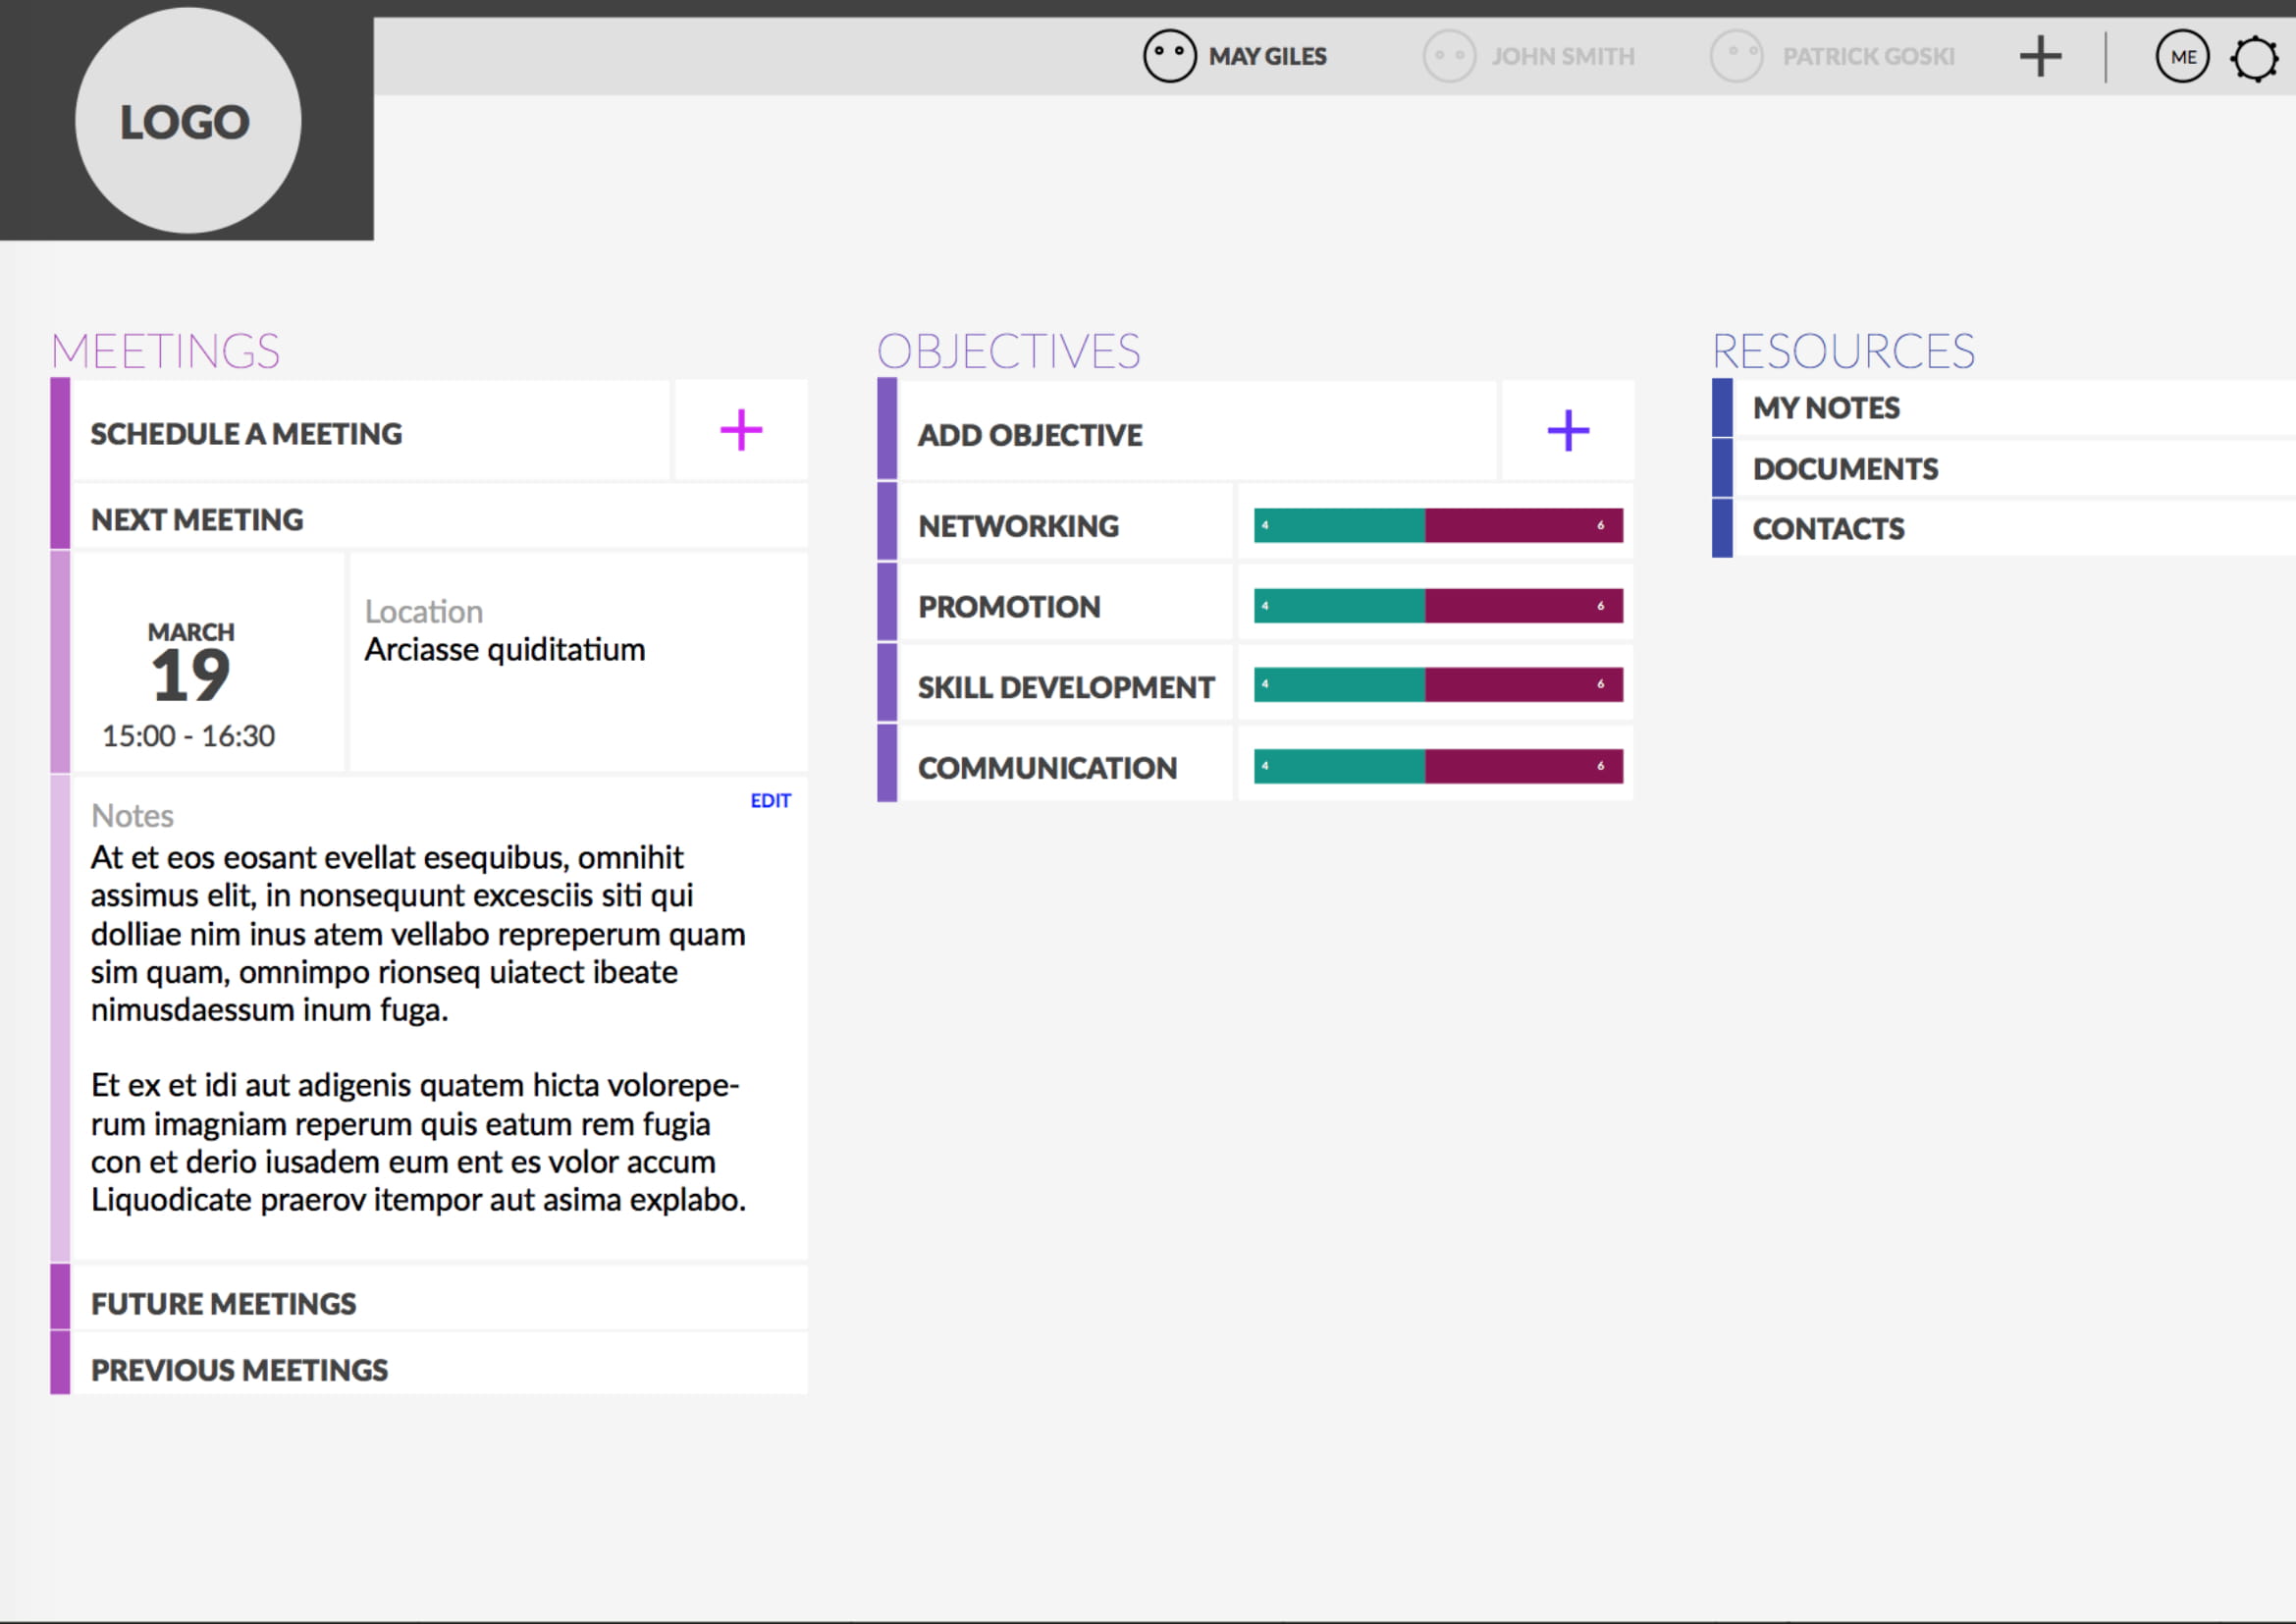 LOGO
MAY GILES
JOHN SMITH
PATRICK GOSKI
ME
MEETINGS
SCHEDULE A MEETING
NEXT MEETING
MARCH
19
15:00 - 16:30
Location
Arciasse quiditatium
Notes
EDIT
At et eos eosant evellat esequibus, omnihit
assimus elit, in nonsequunt excesciis siti qui
dolliae nim inus atem vellabo repreperum quam
sim quam, omnimpo rionseq uiatect ibeate
nimusdaessum inum fuga.
Et ex et idi aut adigenis quatem hicta volorepe-
rum imagniam reperum quis eatum rem fugia
con et derio iusadem eum ent es volor accum
Liquodicate praerov itempor aut asima explabo.
FUTURE MEETINGS
PREVIOUS MEETINGS
OBJECTIVES
ADD OBJECTIVE
NETWORKING 4 6
PROMOTION 4 6
SKILL DEVELOPMENT 4 6
COMMUNICATION 4 6
RESOURCES
MY NOTES
DOCUMENTS
CONTACTS